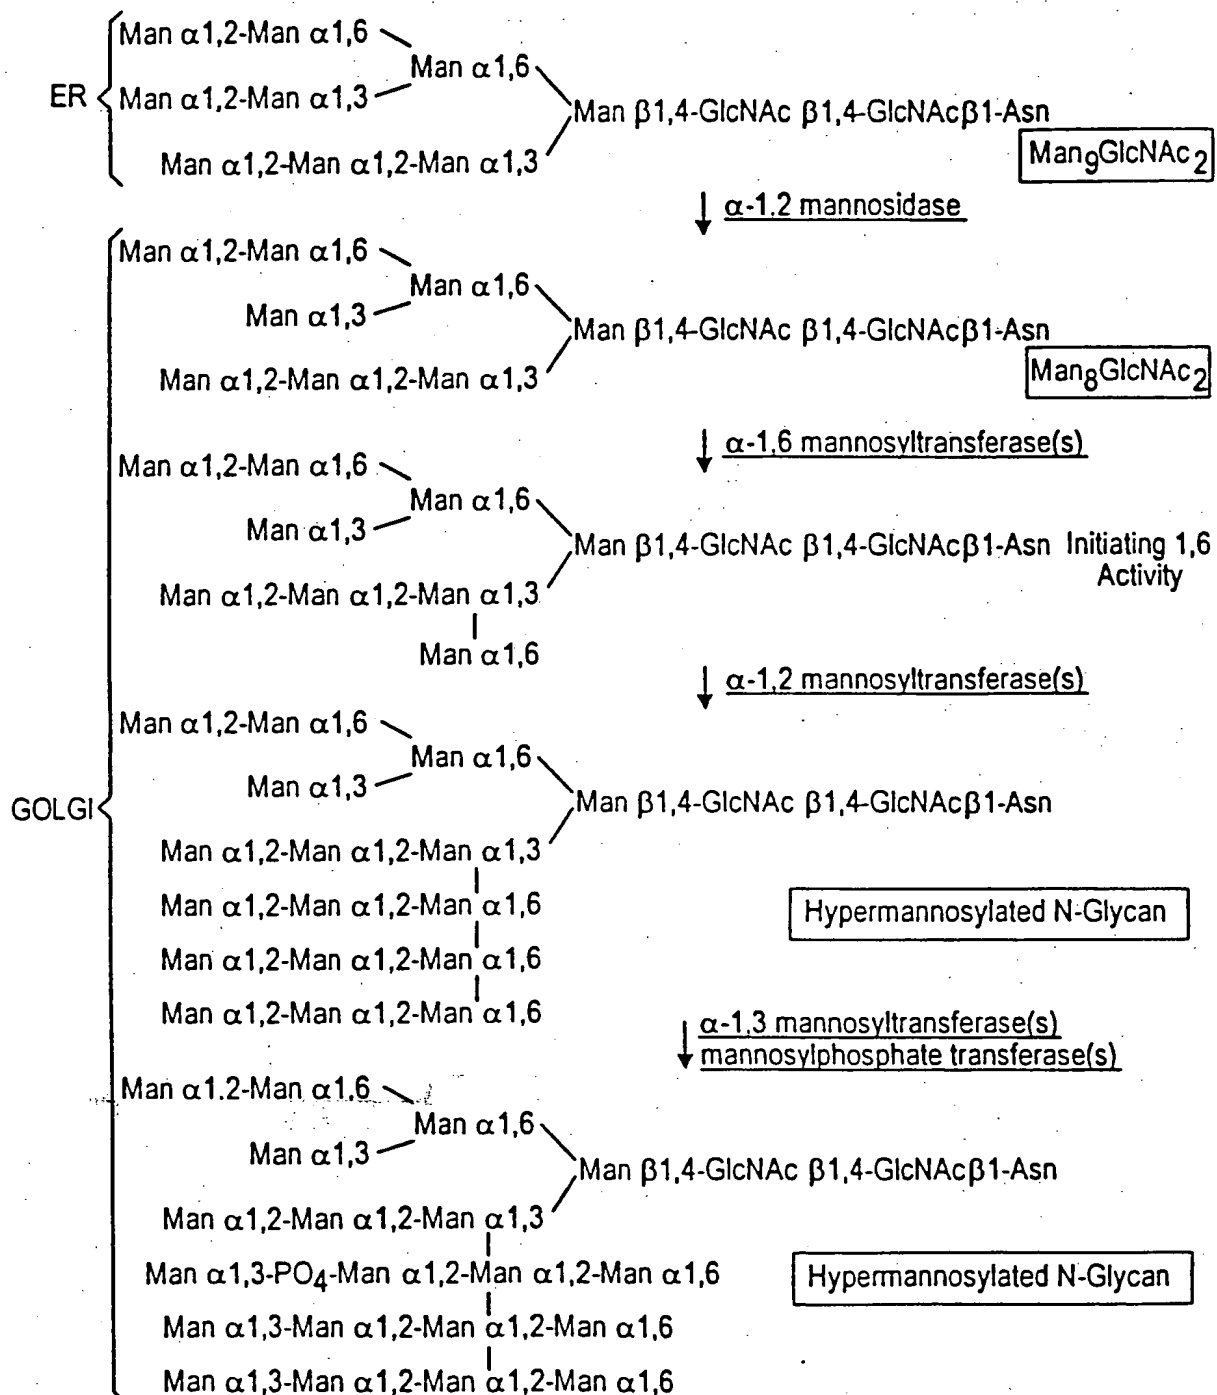 Man α1,2-Man α1,6
Man α1,6
ER
Man α1,2-Man α1,3
Man β1,4-GlcNAc β1,4-GlcNAcβ1-Asn
Man α1,2-Man α1,2-Man α1,3
Man9GlcNAc2
α-1.2 mannosidase
Man α1,2-Man α1,6
Man α1,6
Man α1,3
Man β1,4-GlcNAc β1,4-GlcNAcβ1-Asn
Man α1,2-Man α1,2-Man α1,3
Man8GlcNAc2
α-1,6 mannosyltransferase(s)
Man α1,2-Man α1,6
Man α1,6
Man α1,3
Man β1,4-GlcNAc β1,4-GlcNAcβ1-Asn Initiating 1,6
Activity
Man α1,2-Man α1,2-Man α1,3
Man α1,6
α-1,2 mannosyltransferase(s)
Man α1,2-Man α1,6
Man α1,6
Man α1,3
GOLGI
Man β1,4-GlcNAc β1,4-GlcNAcβ1-Asn
Man α1,2-Man α1,2-Man α1,3
Man α1,2-Man α1,2-Man α1,6
Hypermannosylated N-Glycan
Man α1,2-Man α1,2-Man α1,6
Man α1,2-Man α1,2-Man α1,6
α-1,3 mannosyltransferase(s)
mannosylphosphate transferase(s)
Man α1.2-Man α1,6
Man α1,6
Man α1,3
Man β1,4-GlcNAc β1,4-GlcNAcβ1-Asn
Man α1,2-Man α1,2-Man α1,3
Man α1,3-PO4-Man α1,2-Man α1,2-Man α1,6
Hypermannosylated N-Glycan
Man α1,3-Man α1,2-Man α1,2-Man α1,6
Man α1,3-Man α1,2-Man α1,2-Man α1,6